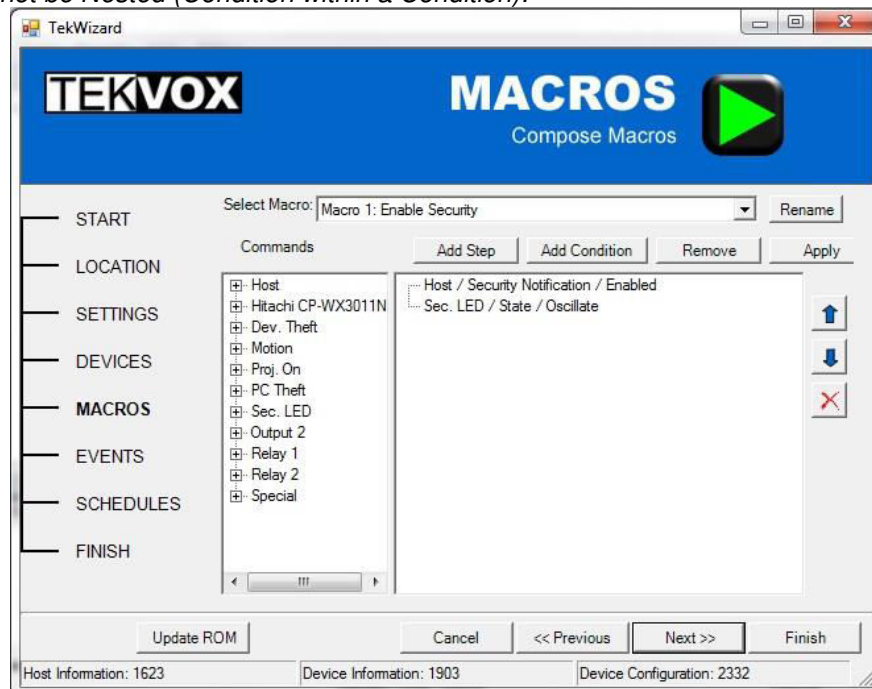 not be Nested (Condition within a Condition).
TekWizard
TEKVOX
MACROS
Compose Macros
START
LOCATION
SETTINGS
DEVICES
MACROS
EVENTS
SCHEDULES
FINISH
Select Macro: Macro 1: Enable Security Rename
Commands
Add Step Add Condition Remove Apply
Host
Hitachi CP-WX3011N
Dev. Theft
Motion
Proj. On
PC Theft
Sec. LED
Output 2
Relay 1
Relay 2
Special
Host / Security Notification / Enabled
Sec. LED / State / Oscillate
Update ROM Cancel << Previous Next >> Finish
Host Information: 1623 Device Information: 1903 Device Configuration: 2332